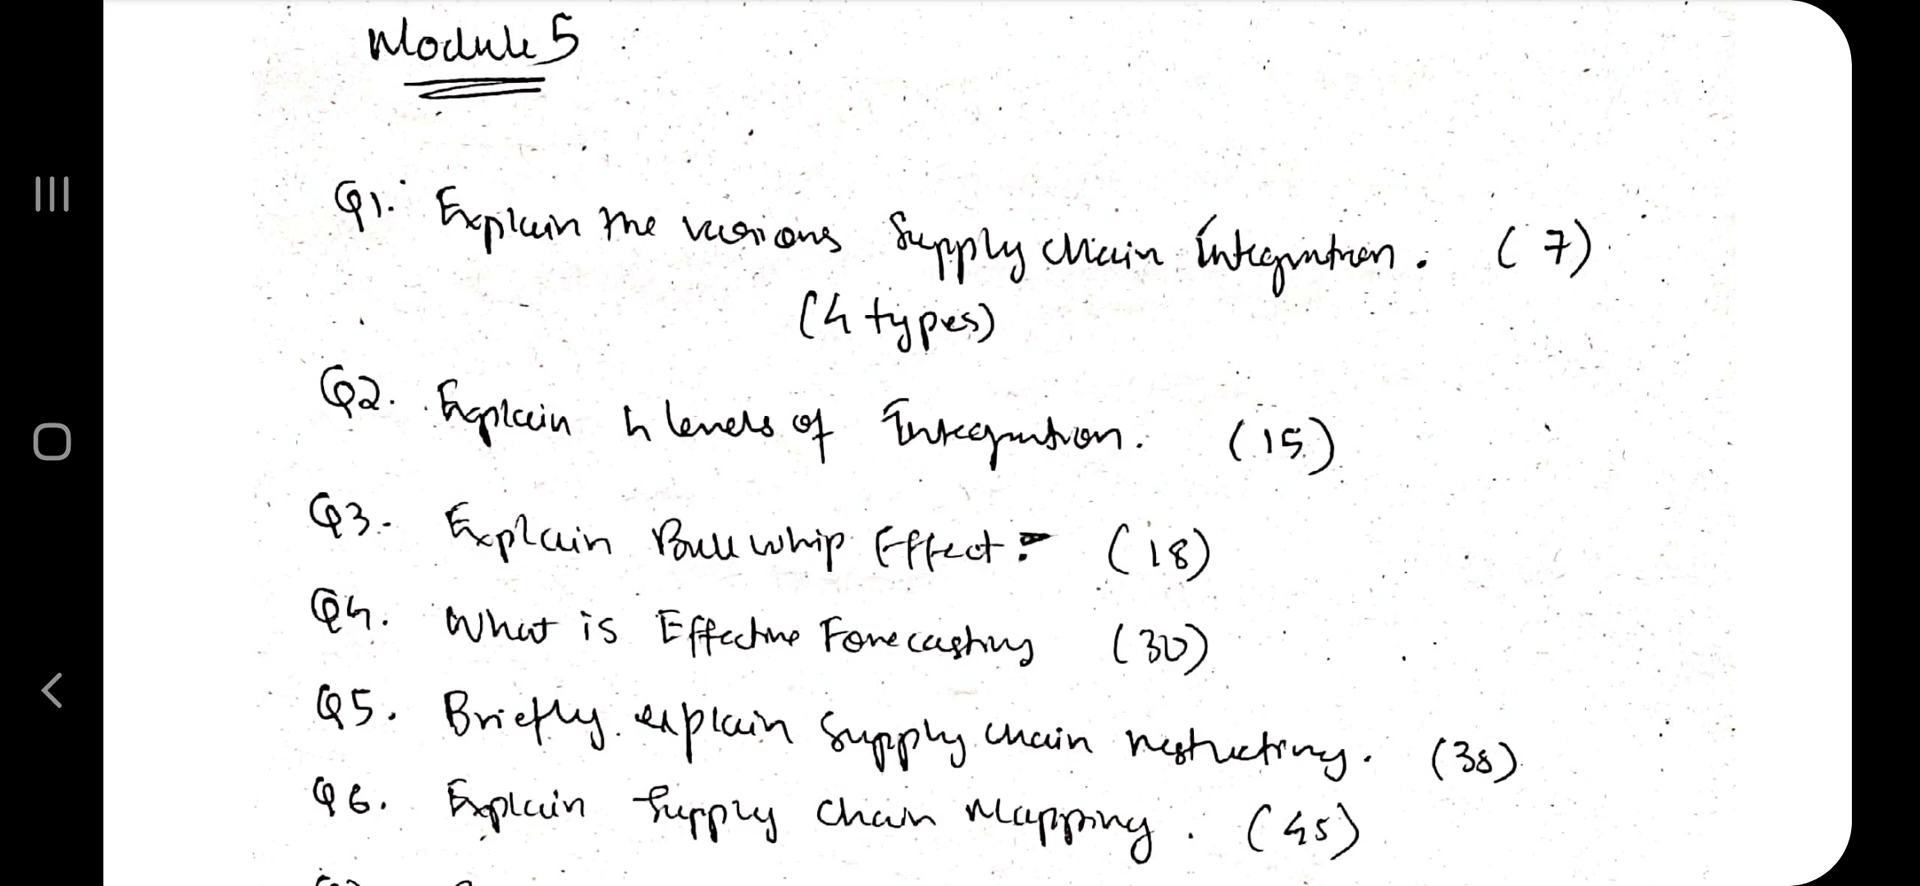 Module 5
Q1. Explain the various Supply chain Integration. (7)
(4 types)
Q2. Explain 4 levels of Integration. (15)
Q3. Explain Bull whip Effect. (18)
Q4. What is Effective Forecasting (30)
Q5. Briefly explain Supply chain restructring. (38)
Q6. Explain Supply Chain Mapping. (45)